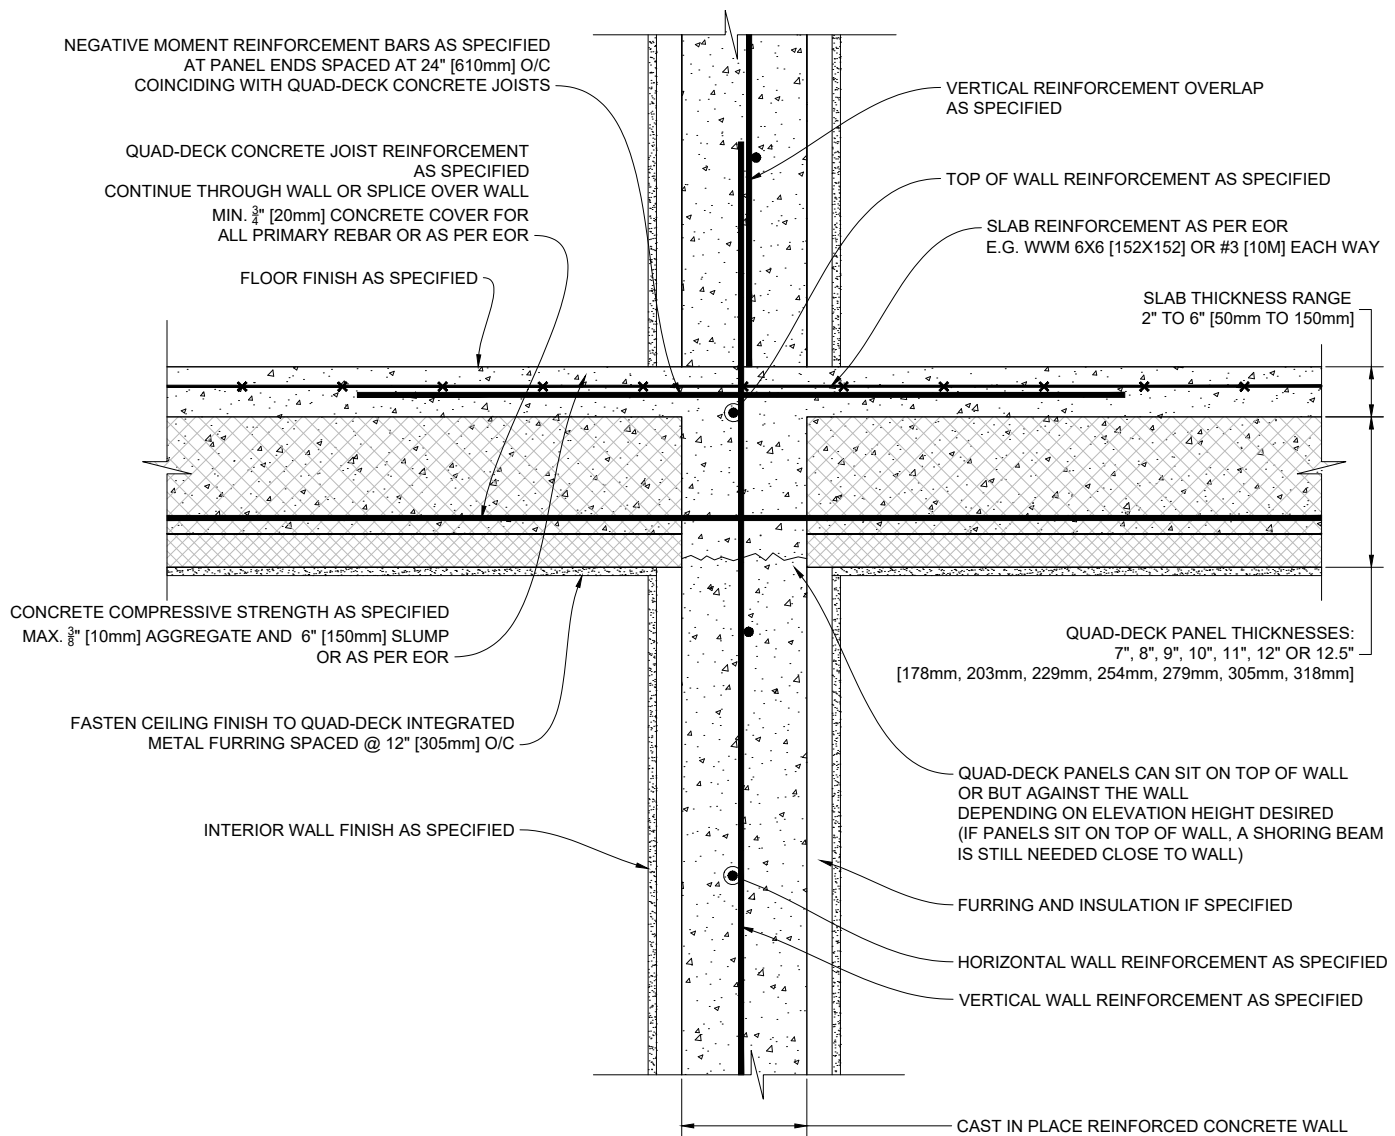 NEGATIVE MOMENT REINFORCEMENT BARS AS SPECIFIED
AT PANEL ENDS SPACED AT 24" [610mm] O/C
COINCIDING WITH QUAD-DECK CONCRETE JOISTS
QUAD-DECK CONCRETE JOIST REINFORCEMENT
AS SPECIFIED
CONTINUE THROUGH WALL OR SPLICE OVER WALL
MIN. 3/4" [20mm] CONCRETE COVER FOR
ALL PRIMARY REBAR OR AS PER EOR
FLOOR FINISH AS SPECIFIED
VERTICAL REINFORCEMENT OVERLAP
AS SPECIFIED
TOP OF WALL REINFORCEMENT AS SPECIFIED
SLAB REINFORCEMENT AS PER EOR
E.G. WWM 6X6 [152X152] OR #3 [10M] EACH WAY
SLAB THICKNESS RANGE
2" TO 6" [50mm TO 150mm]
CONCRETE COMPRESSIVE STRENGTH AS SPECIFIED
MAX. 3/8" [10mm] AGGREGATE AND 6" [150mm] SLUMP
OR AS PER EOR
FASTEN CEILING FINISH TO QUAD-DECK INTEGRATED
METAL FURRING SPACED @ 12" [305mm] O/C
INTERIOR WALL FINISH AS SPECIFIED
QUAD-DECK PANEL THICKNESSES:
7", 8", 9", 10", 11", 12" OR 12.5"
[178mm, 203mm, 229mm, 254mm, 279mm, 305mm, 318mm]
QUAD-DECK PANELS CAN SIT ON TOP OF WALL
OR BUT AGAINST THE WALL
DEPENDING ON ELEVATION HEIGHT DESIRED
(IF PANELS SIT ON TOP OF WALL, A SHORING BEAM
IS STILL NEEDED CLOSE TO WALL)
FURRING AND INSULATION IF SPECIFIED
HORIZONTAL WALL REINFORCEMENT AS SPECIFIED
VERTICAL WALL REINFORCEMENT AS SPECIFIED
CAST IN PLACE REINFORCED CONCRETE WALL